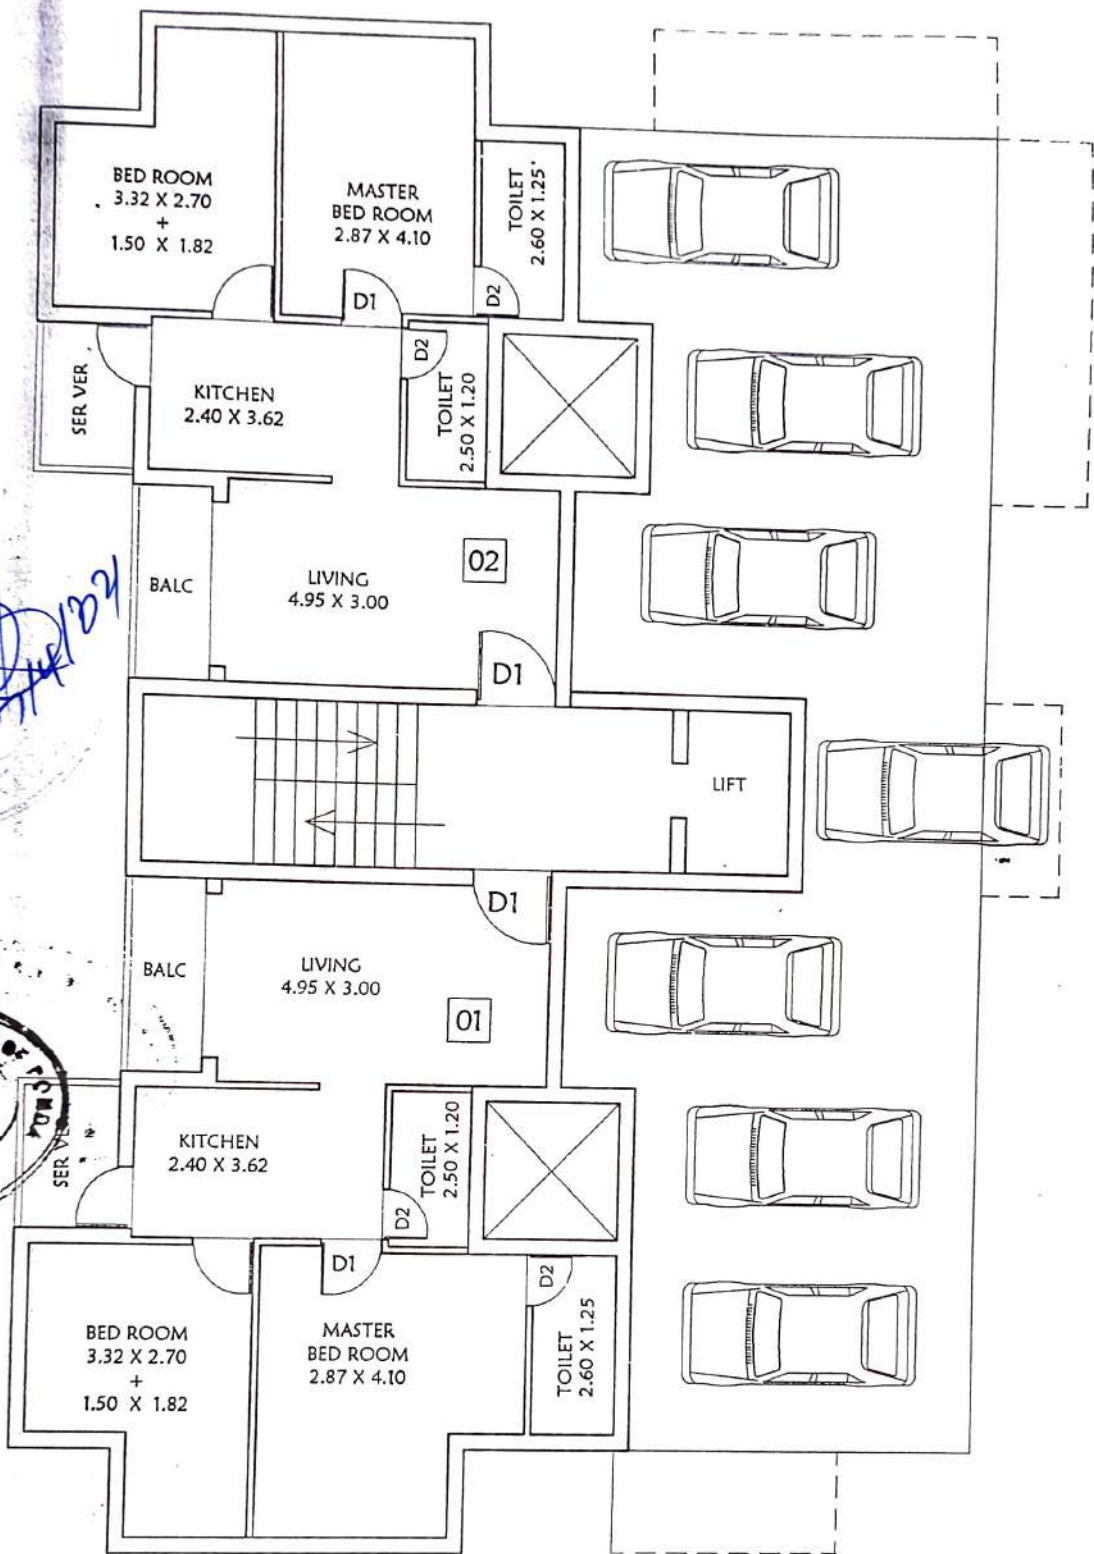 BED ROOM
3.32 X 2.70
+
1.50 X 1.82
MASTER
BED ROOM
2.87 X 4.10
TOILET
2.60 X 1.25
D1
D2
SER VER
KITCHEN
2.40 X 3.62
D2
TOILET
2.50 X 1.20
BALC
LIVING
4.95 X 3.00
02
D1
LIFT
D1
BALC
LIVING
4.95 X 3.00
01
SER
KITCHEN
2.40 X 3.62
TOILET
2.50 X 1.20
D2
D1
D2
BED ROOM
3.32 X 2.70
+
1.50 X 1.82
MASTER
BED ROOM
2.87 X 4.10
TOILET
2.60 X 1.25